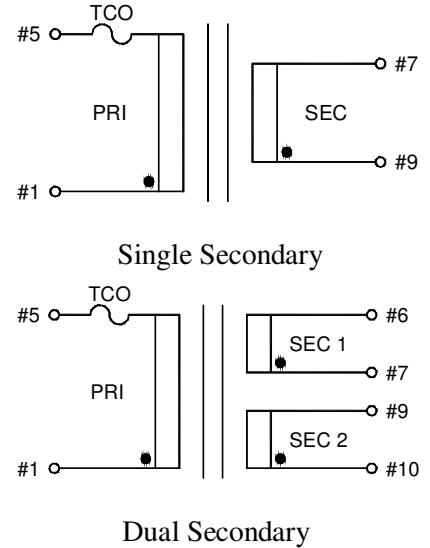 TCO
#5
#7
PRI
SEC
#9
#1
Single Secondary
TCO
#5
#6
SEC 1
#7
PRI
#9
SEC 2
#1
#10
Dual Secondary